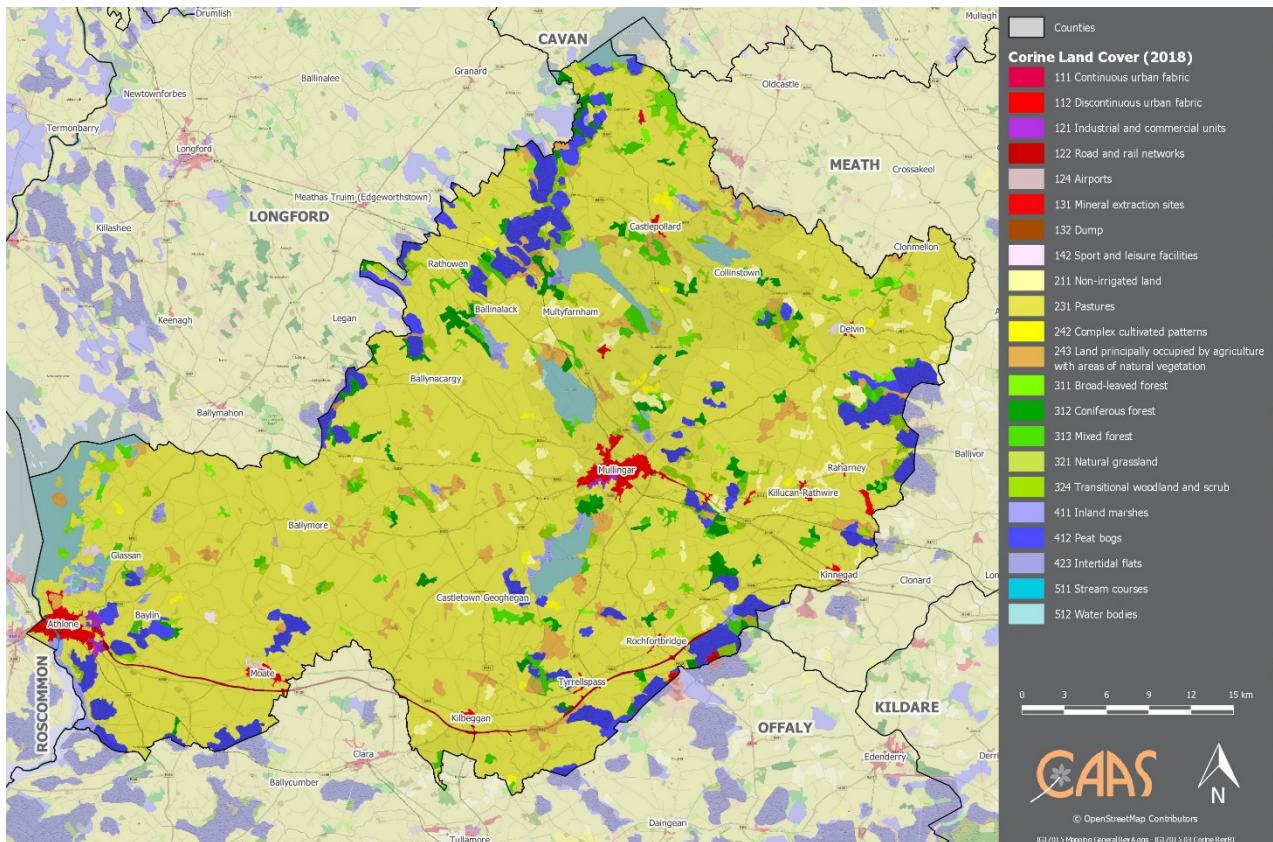 Drumlish
CAVAN
Mullagh
Granard
Ballinalee
Oldcastle
Newtownforbes
Termonbarry
Longford
MEATH
Crossakeel
Meathas Truim (Edgeworthstown)
LONGFORD
Killashee
Castlepollard
Clonmellon
Rathowen
Collinstown
Ballinalack
Multyfarnham
Keenagh
Legan
Delvin
Ballynacargy
Ballymahon
Ballivor
Mullingar
Raharney
Killucan-Rathwire
Ballymore
Glassan
Kinnegad
Clonard
Castletown Geoghegan
Baylin
Athlone
Rochfortbridge
Moate
Tyrrellspass
ROSCOMMON
Kilbeggan
KILDARE
OFFALY
Clara
Edenderry
Derri
Ballycumber
Daingean
Tullamore
Counties
Corine Land Cover (2018)
111 Continuous urban fabric
112 Discontinuous urban fabric
121 Industrial and commercial units
122 Road and rail networks
124 Airports
131 Mineral extraction sites
132 Dump
142 Sport and leisure facilities
211 Non-irrigated land
231 Pastures
242 Complex cultivated patterns
243 Land principally occupied by agriculture
with areas of natural vegetation
311 Broad-leaved forest
312 Coniferous forest
313 Mixed forest
321 Natural grassland
324 Transitional woodland and scrub
411 Inland marshes
412 Peat bogs
423 Intertidal flats
511 Stream courses
512 Water bodies
0 3 6 9 12 15 km
CAAS
N
© OpenStreetMap Contributors